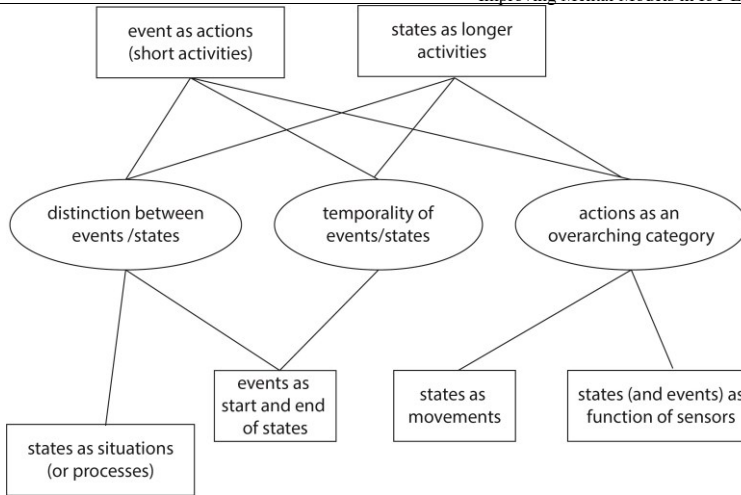 event as actions
(short activities)
states as longer
activities
distinction between
events /states
temporality of
events/states
actions as an
overarching category
events as
start and end
of states
states as
movements
states (and events) as
function of sensors
states as situations
(or processes)